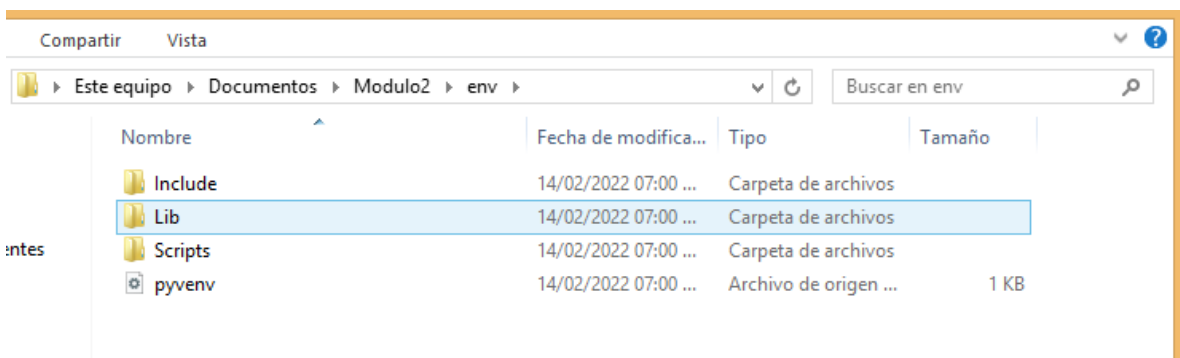 Compartir Vista
Este equipo Documentos Modulo2 env Buscar en env
Nombre Fecha de modifica... Tipo Tamaño
Include 14/02/2022 07:00 ... Carpeta de archivos
Lib 14/02/2022 07:00 ... Carpeta de archivos
entes Scripts 14/02/2022 07:00 ... Carpeta de archivos
pyvenv 14/02/2022 07:00 ... Archivo de origen ... 1 KB